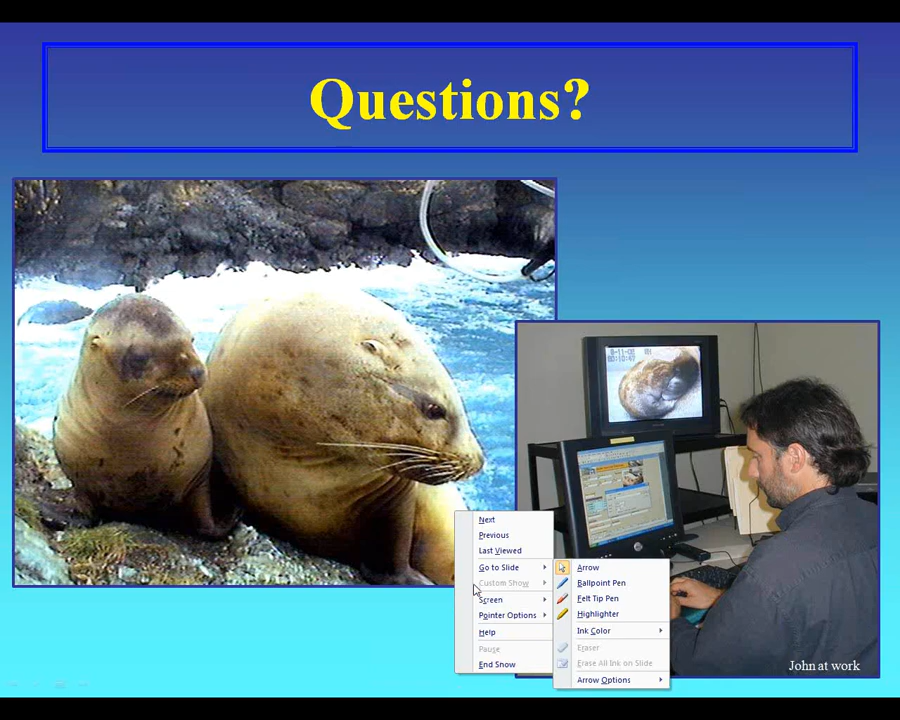 Questions?
Next
Previous
Last Viewed
Go to Slide
Custom Show
Screen
Pointer Options
Help
Pause
End Show
Arrow
Ballpoint Pen
Felt Tip Pen
Highlighter
Ink Color
Eraser
Erase All Ink on Slide
Arrow Options
John at work